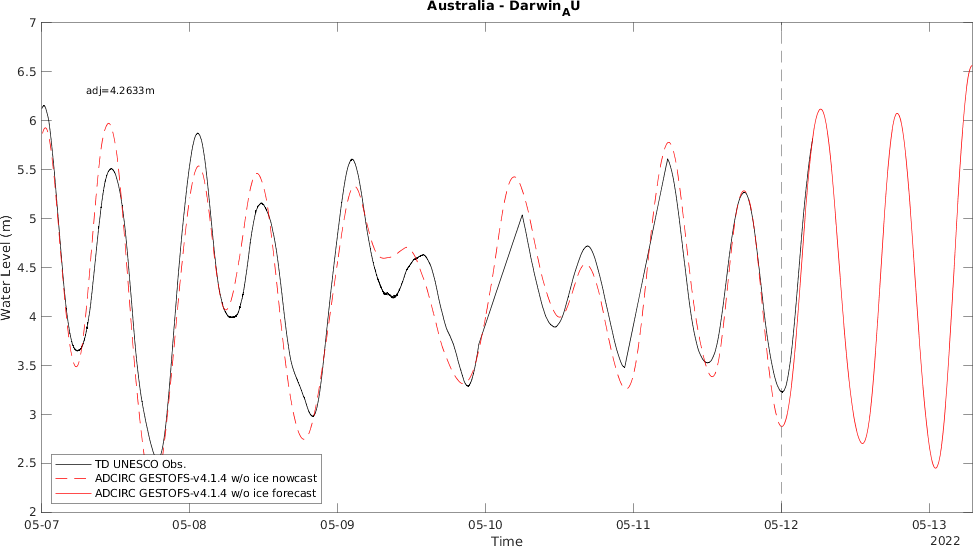 Australia - Darwin_AU
7
6.5
6
5.5
5
4.5
4
3.5
3
2.5
2
Water Level (m)
adj=4.2633m
TD UNESCO Obs.
ADCIRC GESTOFS-v4.1.4 w/o ice nowcast
ADCIRC GESTOFS-v4.1.4 w/o ice forecast
05-07 05-08 05-09 05-10 05-11 05-12 05-13
Time
2022